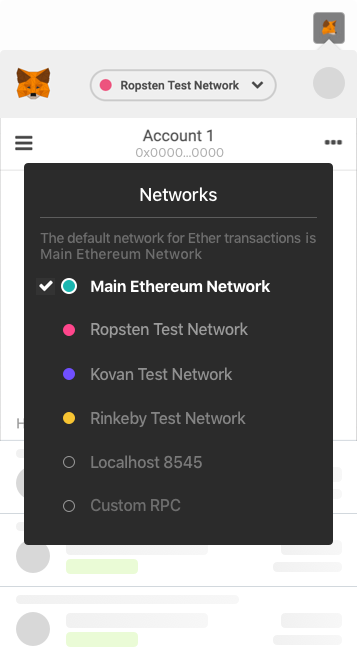 Ropsten Test Network
Account 1
0x0000...0000
Networks
The default network for Ether transactions is
Main Ethereum Network
Main Ethereum Network
Ropsten Test Network
Kovan Test Network
Rinkeby Test Network
Localhost 8545
Custom RPC